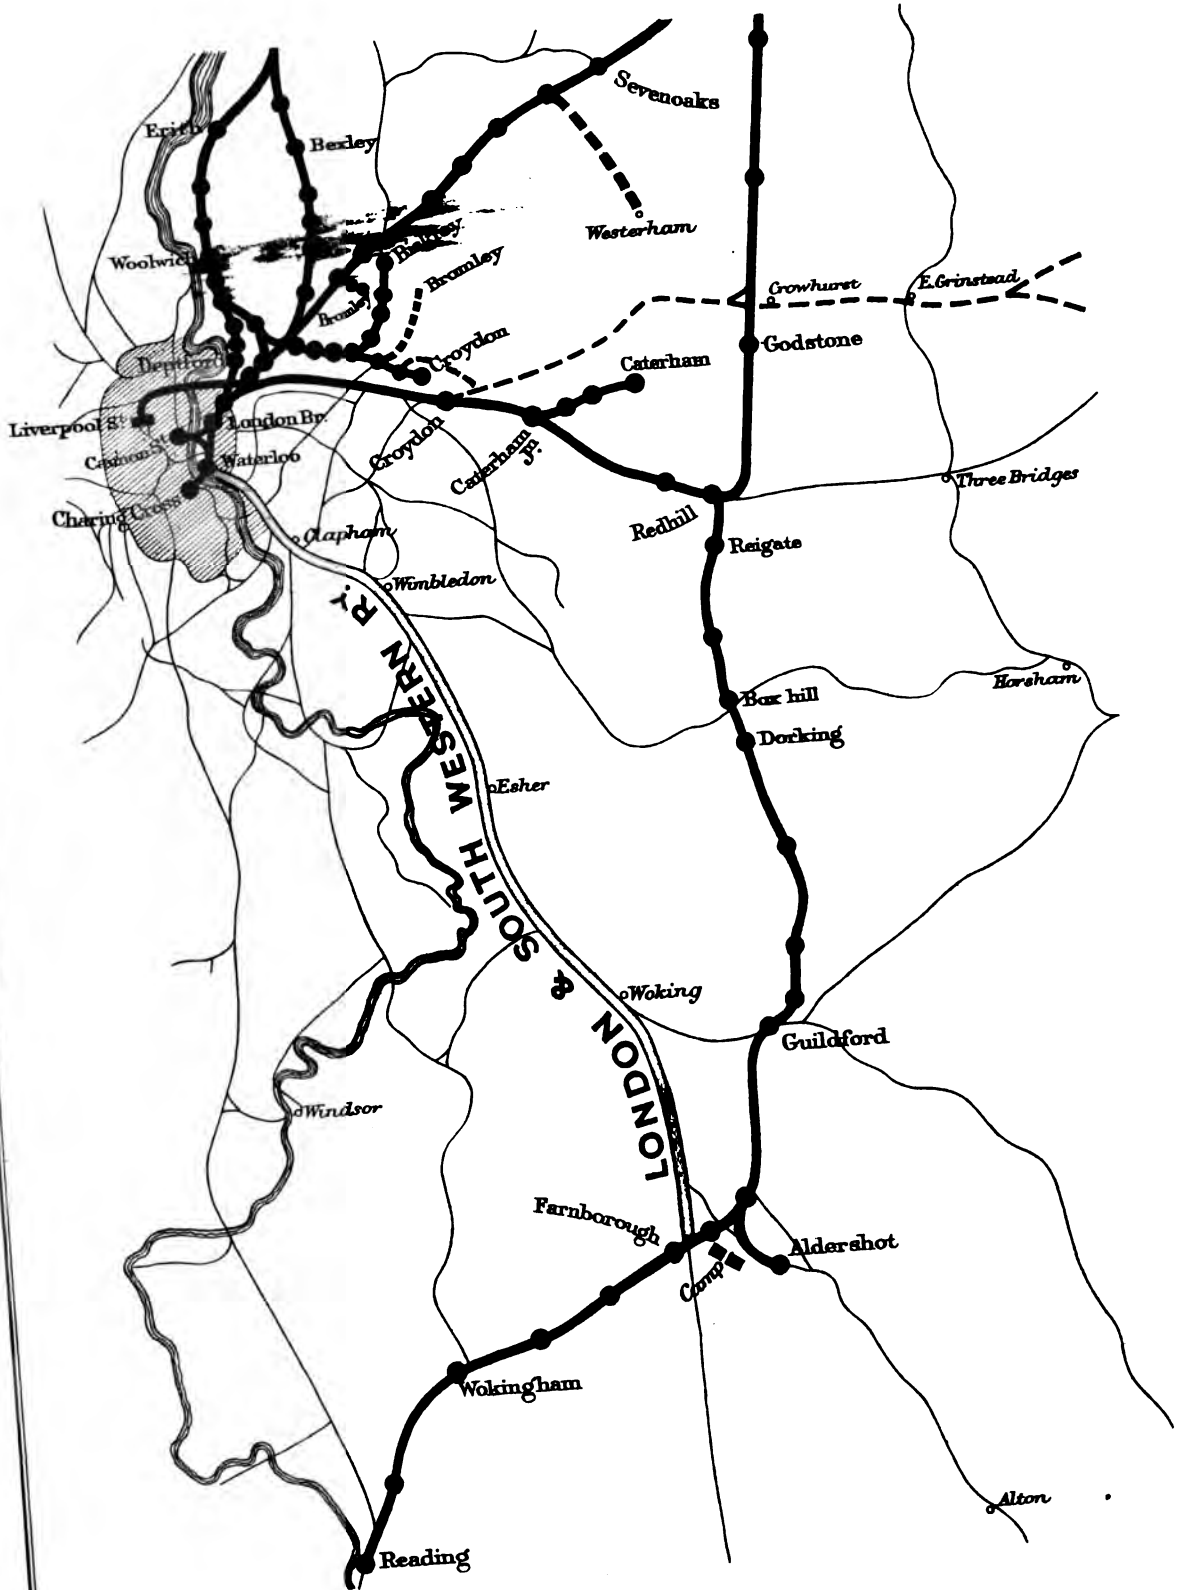 Sevenoaks
Erith
Bexley
Westerham
Woolwich
Bickley
Bromley
Bromley
Crowhurst
E. Grinstead
Deptford
Croydon
Caterham
Godstone
Liverpool St
London Br.
Cannon St
Waterloo
Croydon
Caterham
Jn.
Three Bridges
Charing Cross
Redhill
Clapham
Reigate
Wimbledon
Horsham
Box hill
Dorking
Esher
LONDON & SOUTH WESTERN RY.
Woking
Guildford
Windsor
Farnborough
Aldershot
Camp
Wokingham
Alton
Reading